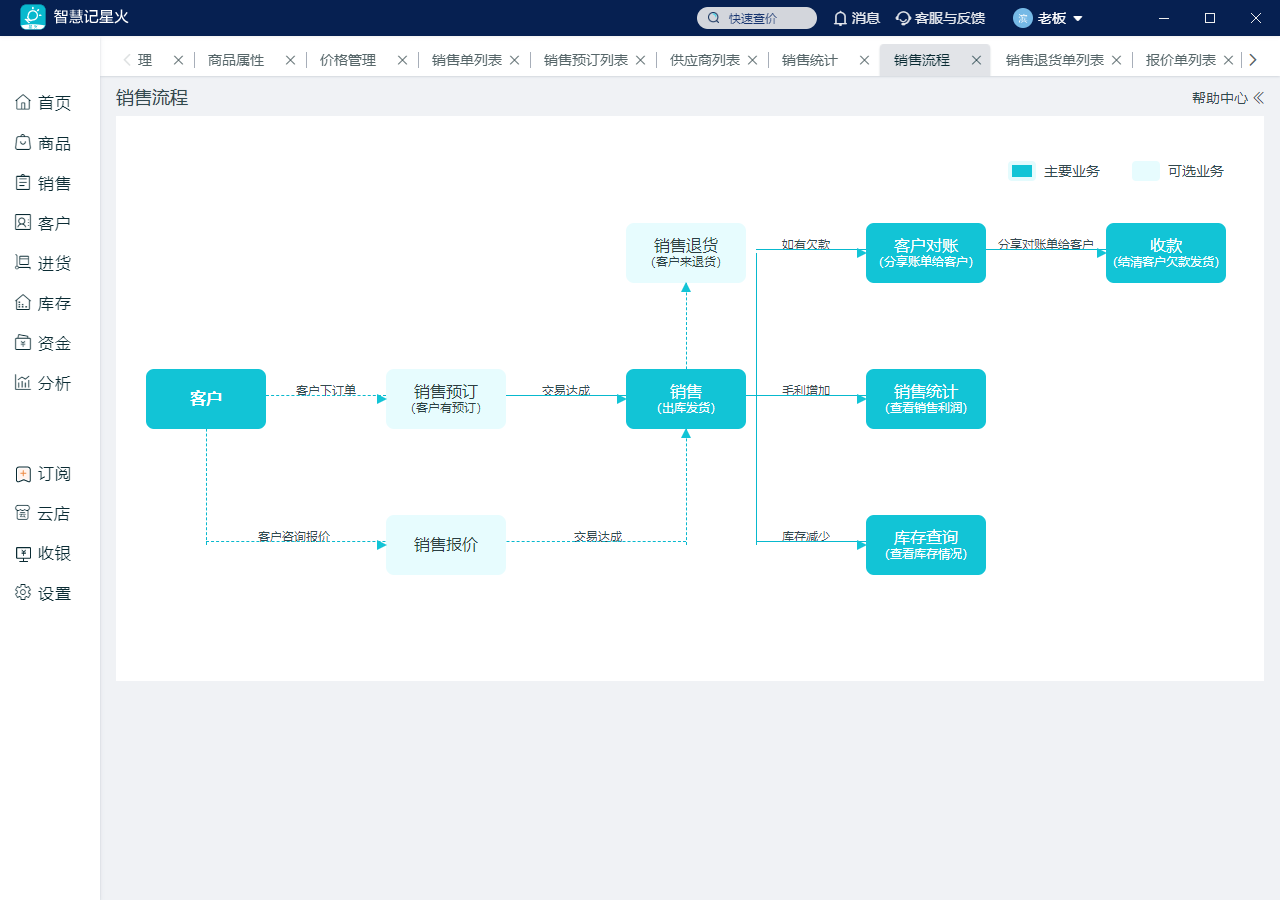 智慧记星火
快速查价
消息
客服与反馈
滨
老板
理
商品属性
价格管理
销售单列表
销售预订列表
供应商列表
销售统计
销售流程
销售退货单列表
报价单列表
首页
商品
销售
客户
进货
库存
资金
分析
订阅
云店
收银
设置
销售流程
帮助中心
主要业务
可选业务
销售退货
(客户来退货)
如有欠款
客户对账
(分享账单给客户)
分享对账单给客户
收款
(结清客户欠款发货)
客户
客户下订单
销售预订
(客户有预订)
交易达成
销售
(出库发货)
毛利增加
销售统计
(查看销售利润)
客户咨询报价
销售报价
交易达成
库存减少
库存查询
(查看库存情况)